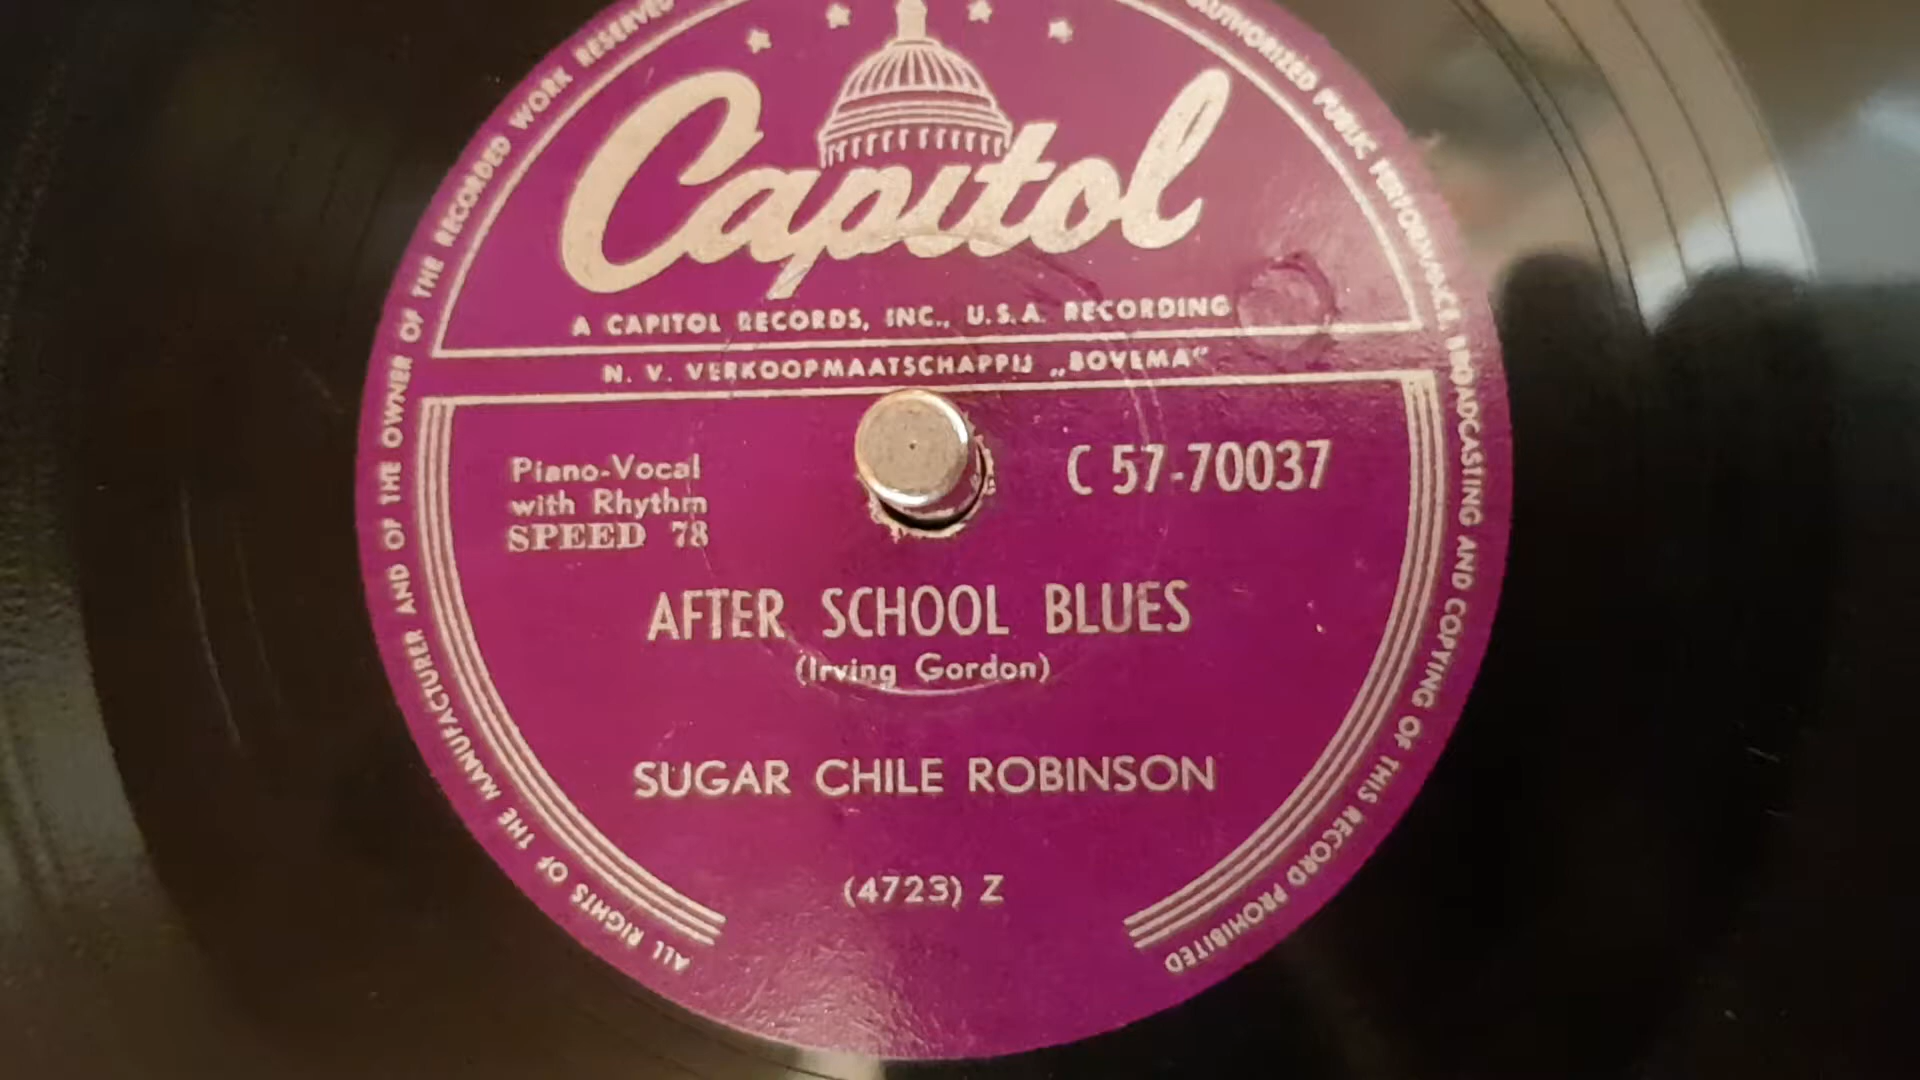 Capitol
A CAPITOL RECORDS, INC., U.S.A. RECORDING
N. V. VERKOOPMAATSCHAPPIJ „BOVEMA“
Piano-Vocal
with Rhythm
SPEED 78
C 57-70037
AFTER SCHOOL BLUES
(Irving Gordon)
SUGAR CHILE ROBINSON
(4723) Z
ALL RIGHTS OF THE MANUFACTURER AND OF THE OWNER OF THE RECORDED WORK RESERVED
AUTHORIZED PUBLIC PERFORMANCE, BROADCASTING AND COPYING OF THIS RECORD PROHIBITED